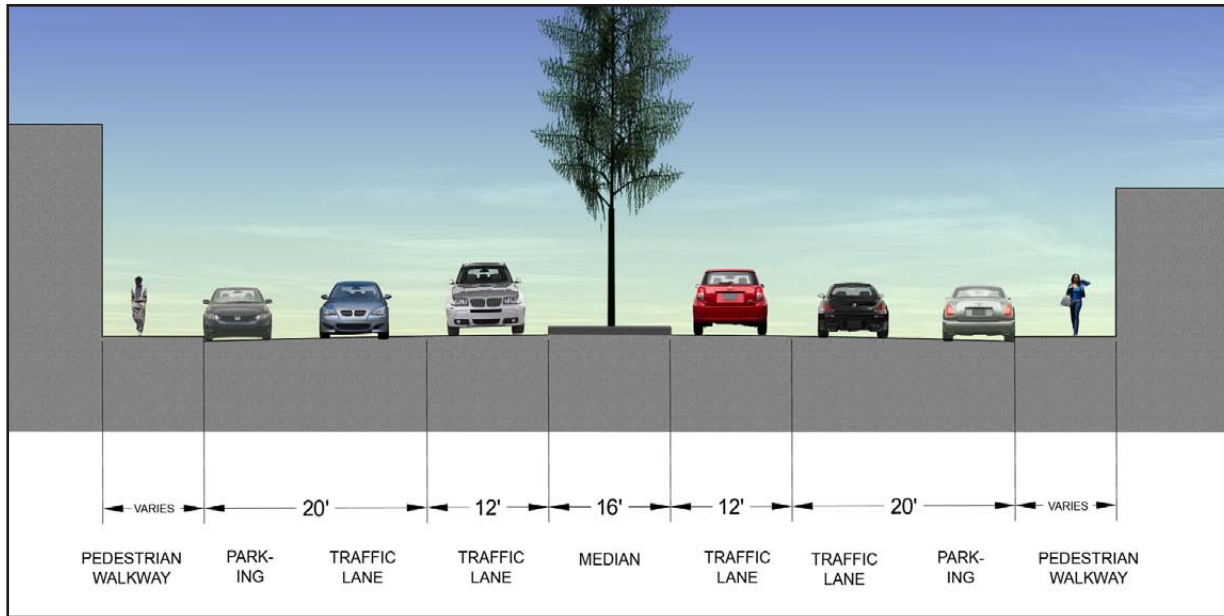 VARIES 20' 12' 16' 12' 20' VARIES
PEDESTRIAN WALKWAY
PARK-
ING
TRAFFIC
LANE
TRAFFIC
LANE
MEDIAN
TRAFFIC
LANE
TRAFFIC
LANE
PARK-
ING
PEDESTRIAN
WALKWAY